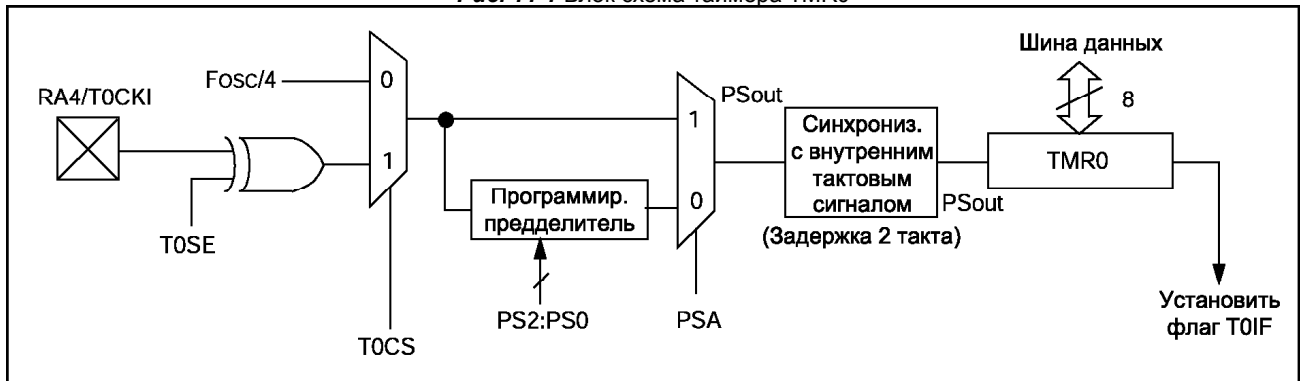 Рис. 11-1 Блок схема таймера TMR0
Шина данных
8
Fosc/4
RA4/T0CKI
0
1
T0SE
T0CS
Программир.
предделитель
PS2:PS0
PSout
1
0
PSA
Синхрониз.
с внутренним
тактовым
сигналом
(Задержка 2 такта)
PSout
TMR0
Установить
флаг T0IF